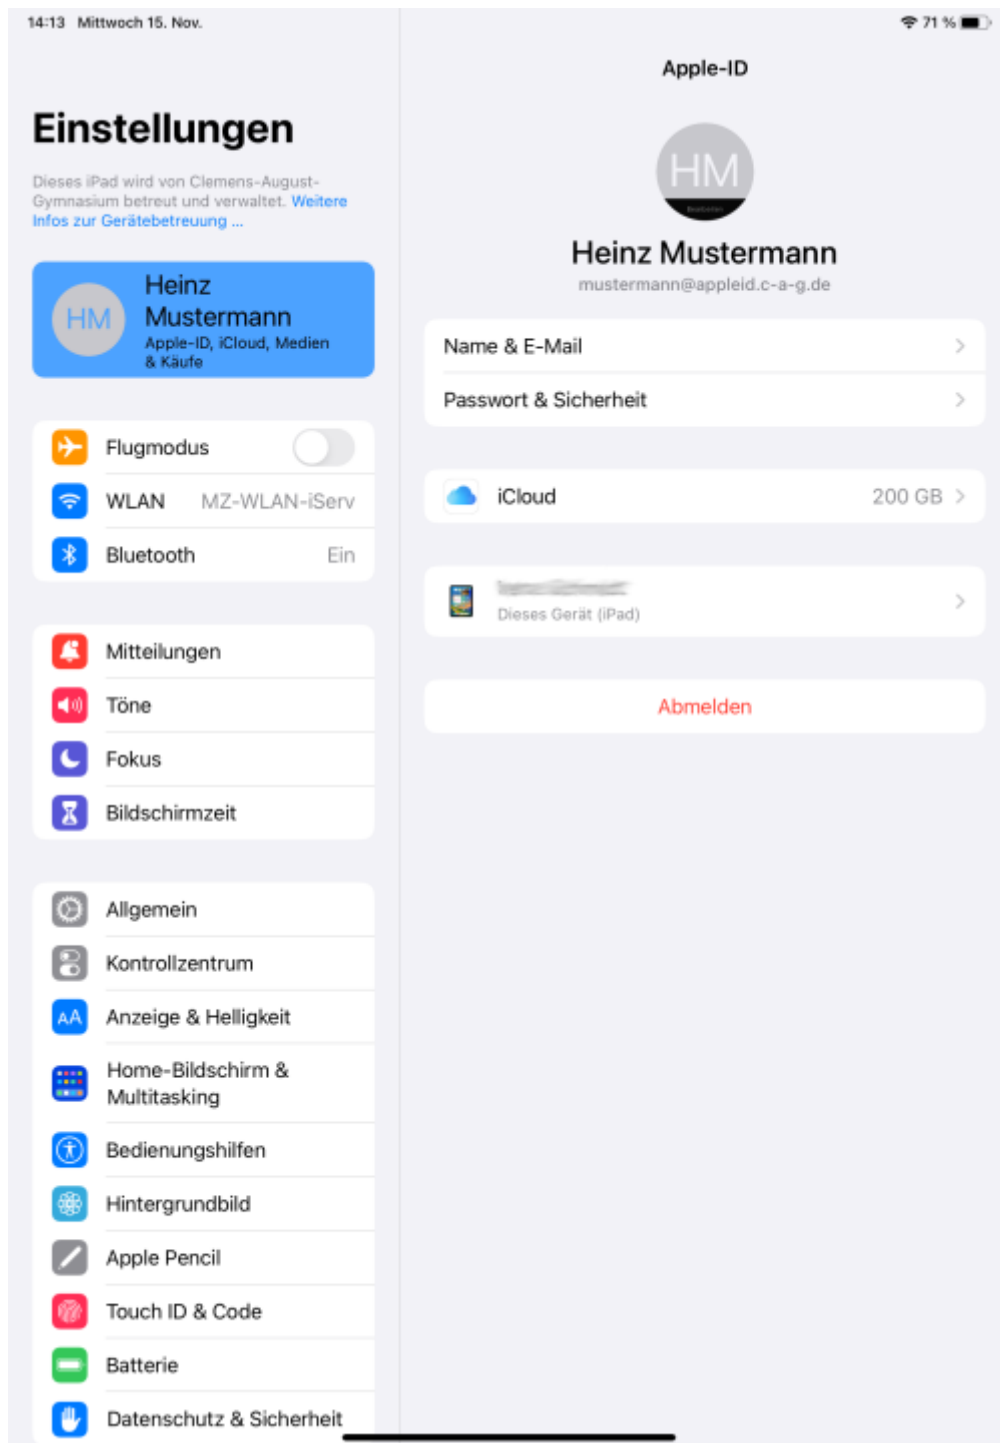 14:13 Mittwoch 15. Nov.
71 %
Einstellungen
Dieses iPad wird von Clemens-August-
Gymnasium betreut und verwaltet. Weitere
Infos zur Gerätebetreuung ...
HM
Heinz
Mustermann
Apple-ID, iCloud, Medien
& Käufe
Flugmodus
WLAN MZ-WLAN-iServ
Bluetooth Ein
Mitteilungen
Töne
Fokus
Bildschirmzeit
Allgemein
Kontrollzentrum
AA Anzeige & Helligkeit
Home-Bildschirm &
Multitasking
Bedienungshilfen
Hintergrundbild
Apple Pencil
Touch ID & Code
Batterie
Datenschutz & Sicherheit
Apple-ID
HM
Bearbeiten
Heinz Mustermann
mustermann@appleid.c-a-g.de
Name & E-Mail
Passwort & Sicherheit
iCloud 200 GB
Dieses Gerät (iPad)
Abmelden